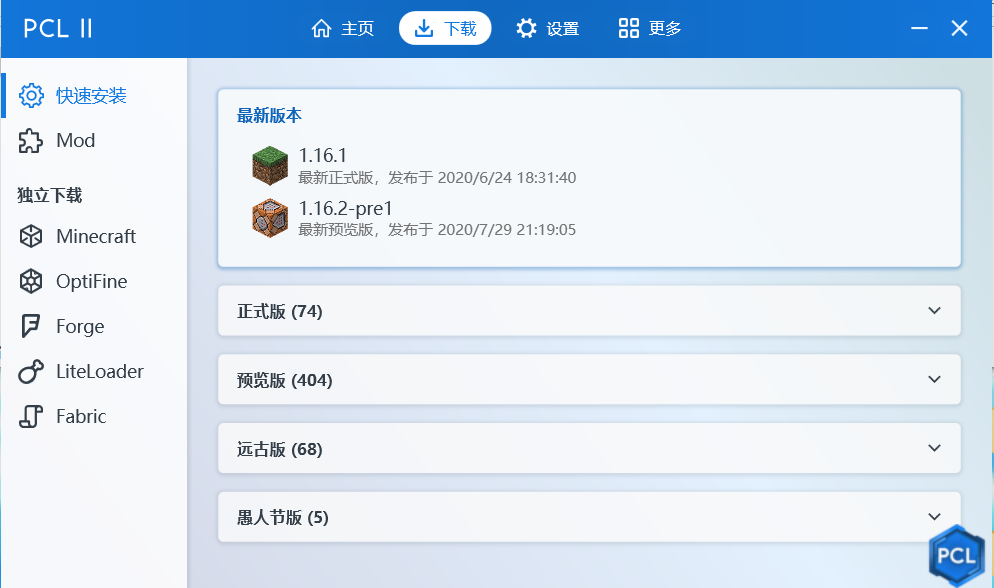 PCL II
主页
下载
设置
更多
快速安装
Mod
独立下载
Minecraft
OptiFine
Forge
LiteLoader
Fabric
最新版本
1.16.1
最新正式版，发布于 2020/6/24 18:31:40
1.16.2-pre1
最新预览版，发布于 2020/7/29 21:19:05
正式版 (74)
预览版 (404)
远古版 (68)
愚人节版 (5)
PCL